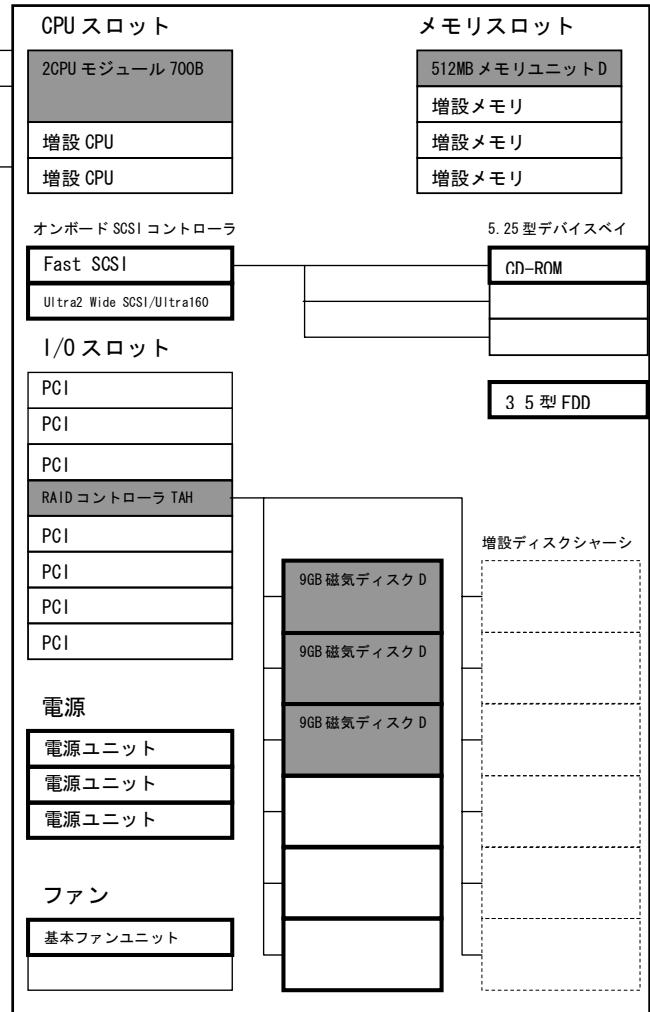 CPU スロット
2CPU モジュール 700B
増設 CPU
増設 CPU
メモリスロット
512MB メモリユニット D
増設メモリ
増設メモリ
増設メモリ
オンボード SCSI コントローラ
Fast SCSI
Ultra2 Wide SCSI/Ultra160
5.25 型デバイスベイ
CD-ROM
3 5 型 FDD
I/O スロット
PCI
PCI
PCI
RAID コントローラ TAH
PCI
PCI
PCI
PCI
9GB 磁気ディスク D
9GB 磁気ディスク D
9GB 磁気ディスク D
増設ディスクシャーシ
電源
電源ユニット
電源ユニット
電源ユニット
ファン
基本ファンユニット